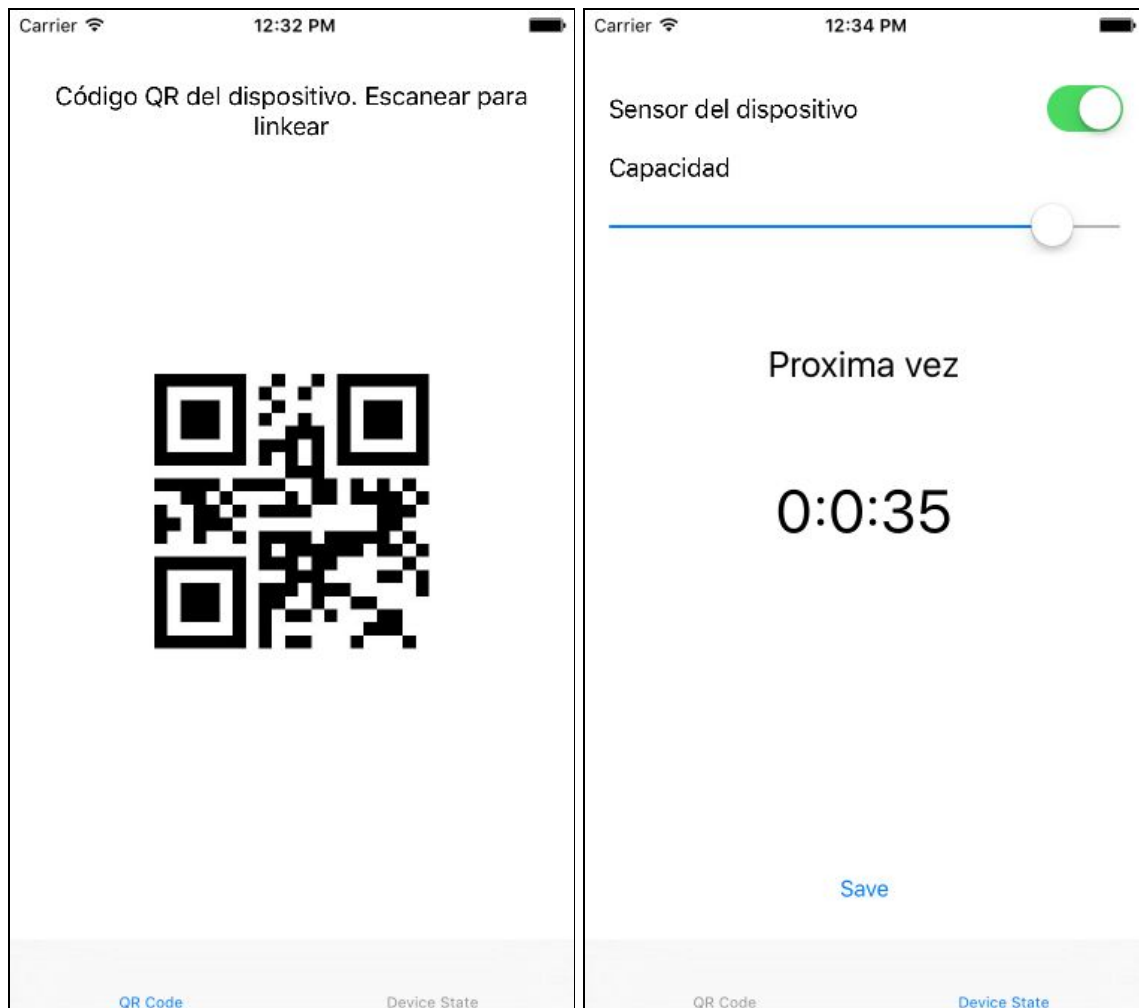 Carrier
12:32 PM
Código QR del dispositivo. Escanear para
linkear
QR Code
Device State
Carrier
12:34 PM
Sensor del dispositivo
Capacidad
Proxima vez
0:0:35
Save
QR Code
Device State